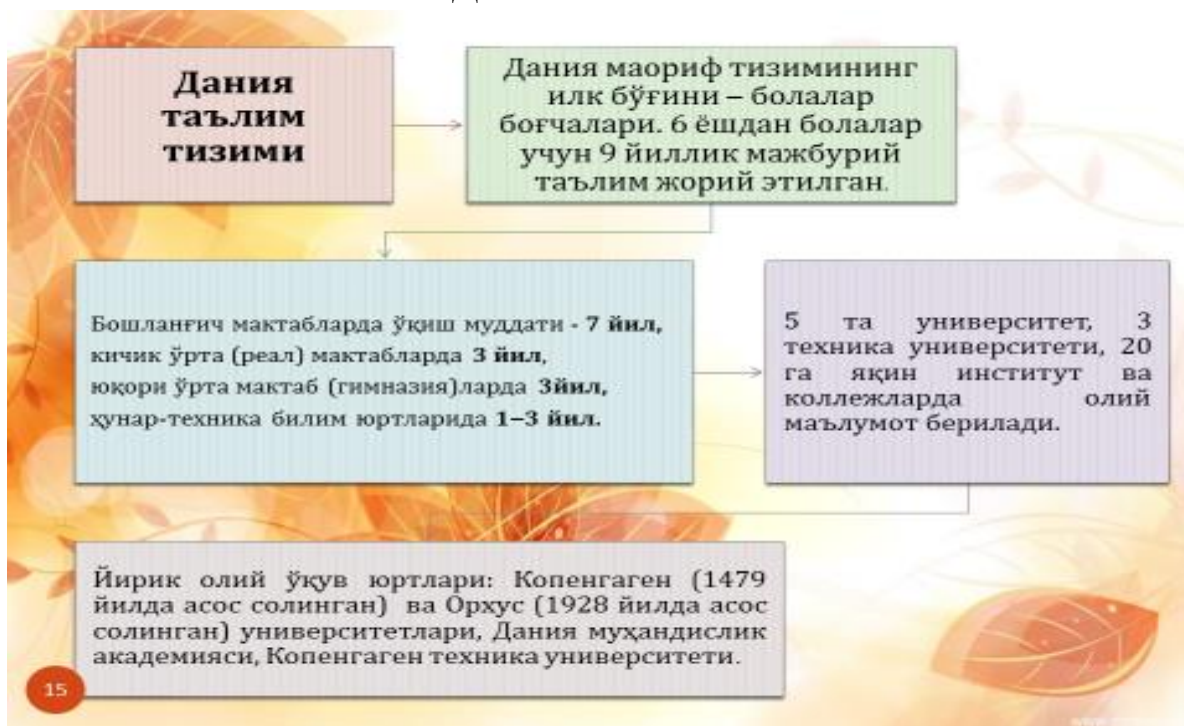 Дания
таълим
тизими
Дания маориф тизимининг
илк бўғини – болалар
боғчалари. 6 ёшдан болалар
учун 9 йиллик мажбурий
таълим жорий этилган.
Бошланғич мактабларда ўқиш муддати - 7 йил,
кичик ўрта (реал) мактабларда 3 йил,
юқори ўрта мактаб (гимназия)ларда 3йил,
ҳунар-техника билим юртларида 1–3 йил.
5 та университет, 3
техника университети, 20
га яқин институт ва
коллежларда олий
маълумот берилади.
Йирик олий ўқув юртлари: Копенгаген (1479
йилда асос солинган) ва Орхус (1928 йилда асос
солинган) университетлари, Дания муҳандислик
академияси, Копенгаген техника университети.
15